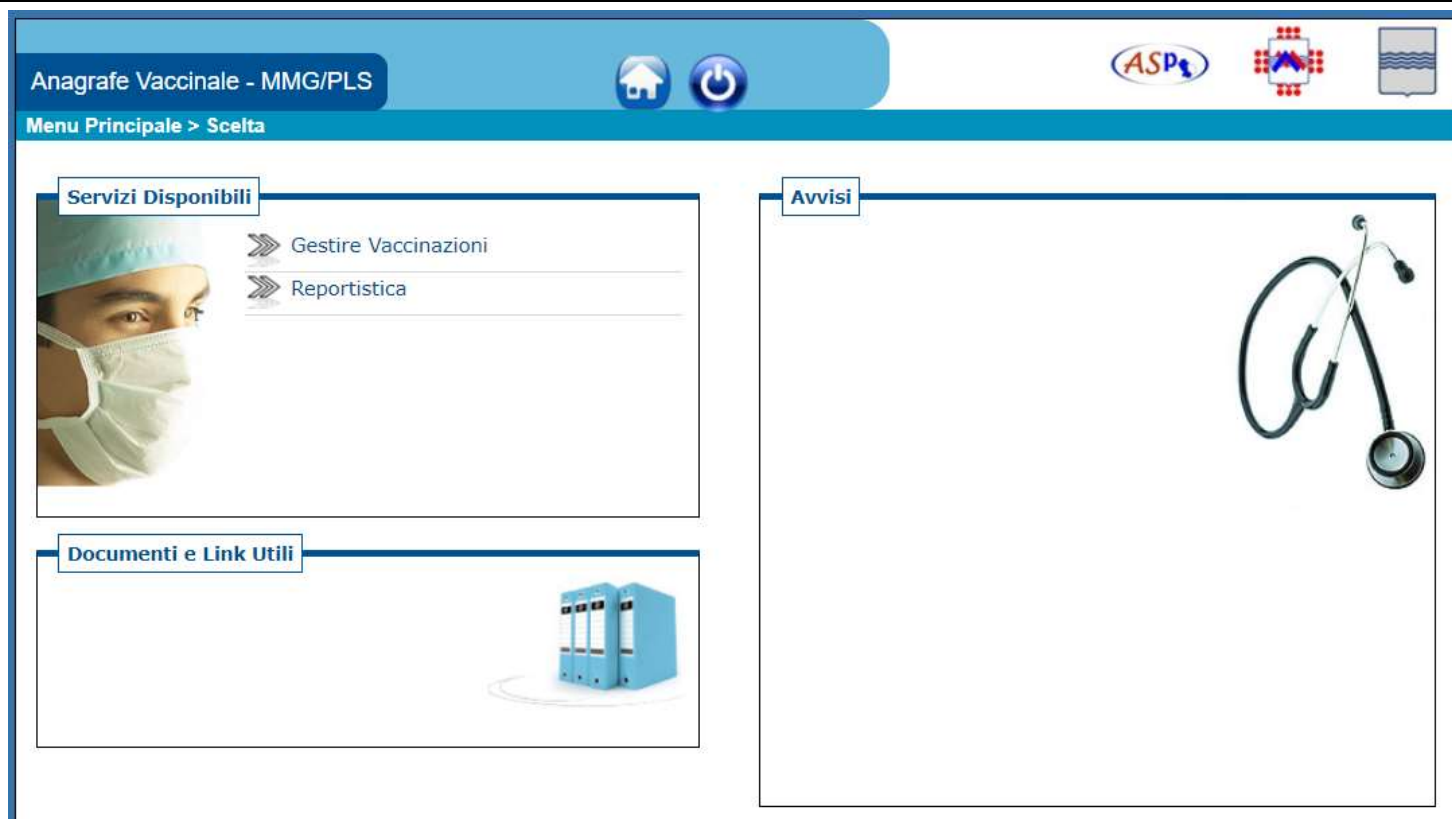 Anagrafe Vaccinale - MMG/PLS
ASP
Menu Principale > Scelta
Servizi Disponibili
Gestire Vaccinazioni
Reportistica
Avvisi
Documenti e Link Utili